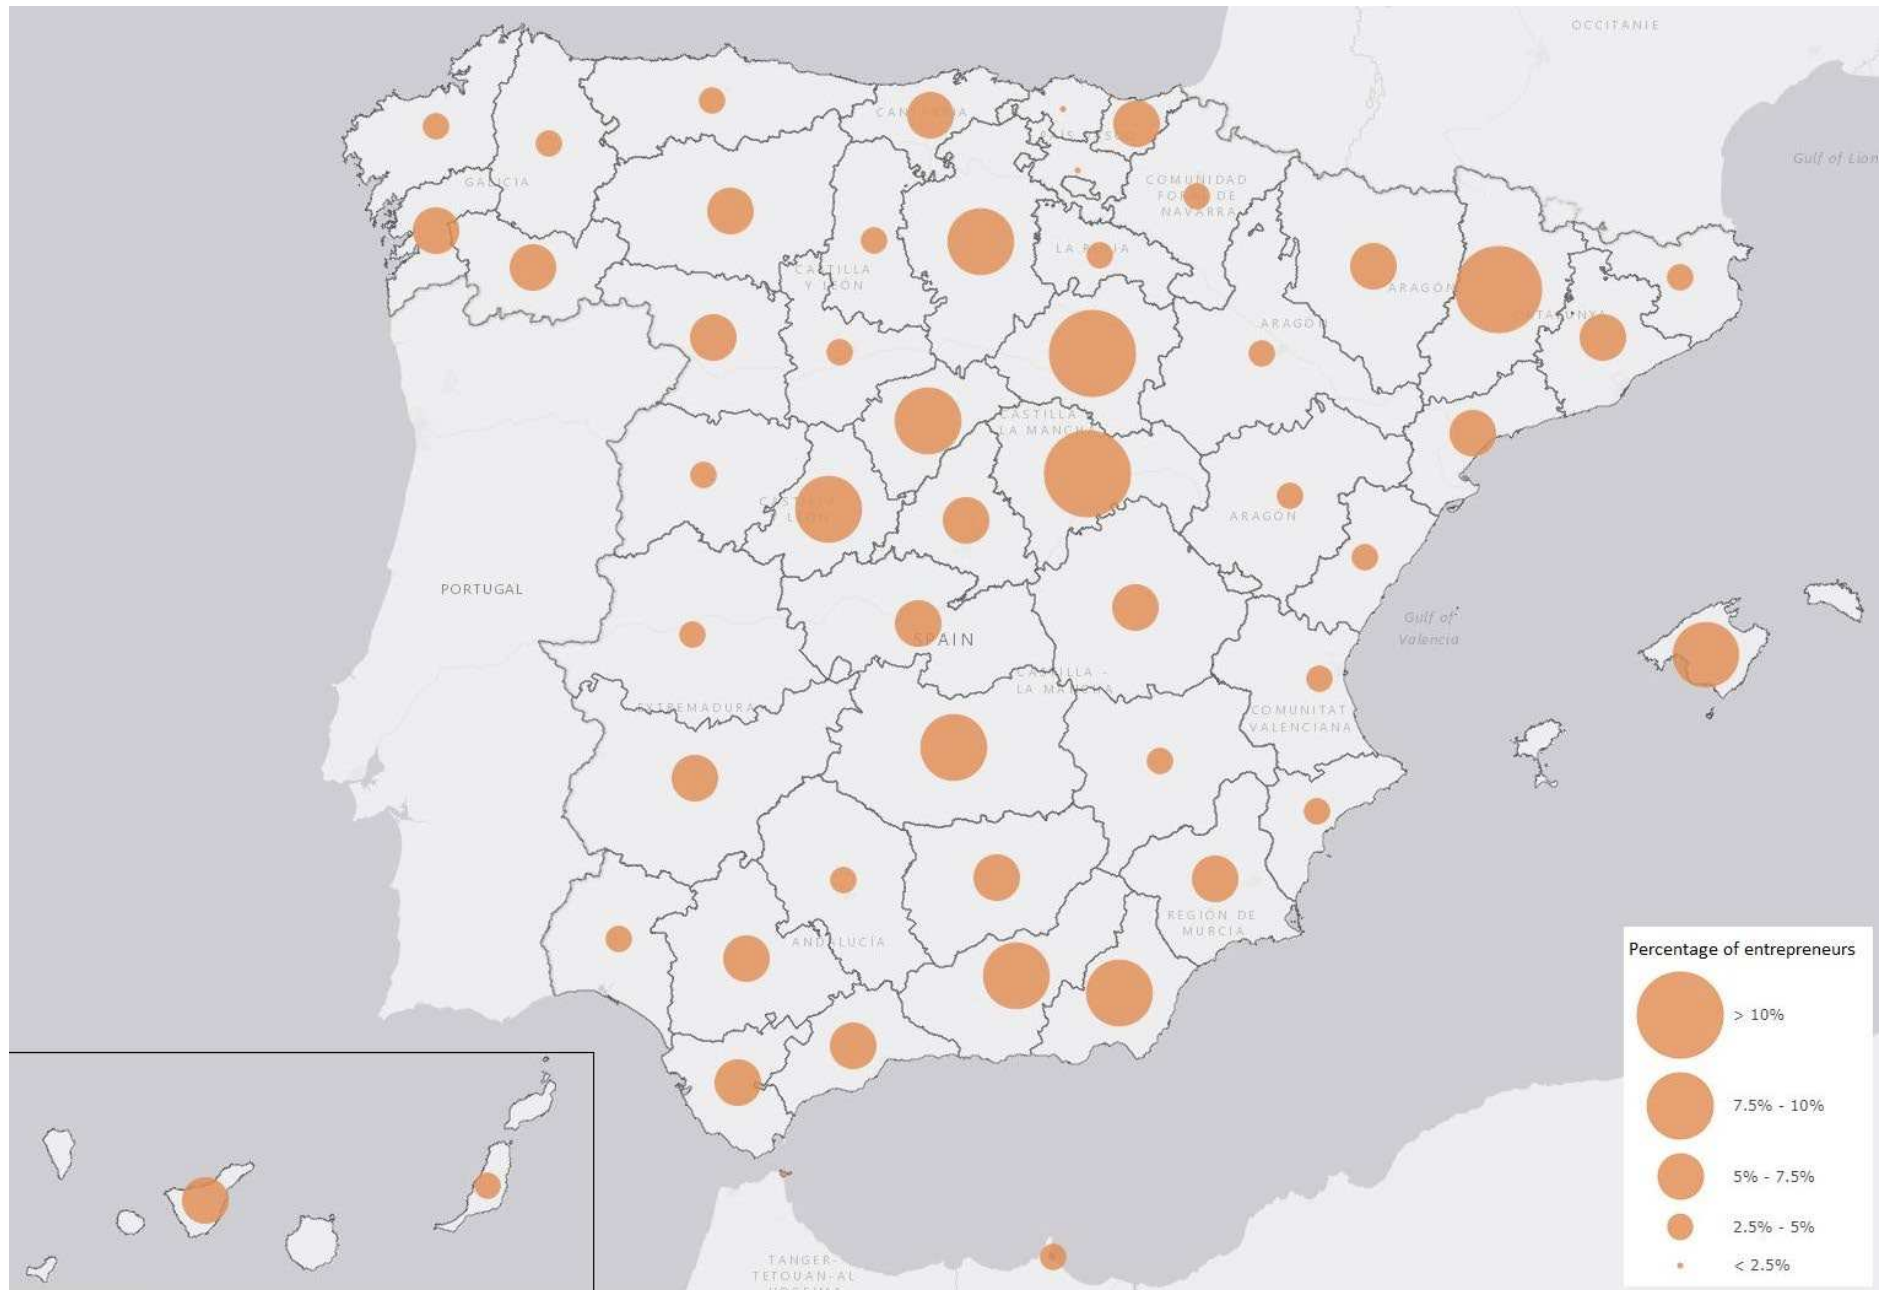 OCCITANIE
Gulf of Lion
GALICIA
COMUNIDAD
FORAL DE
NAVARRA
CASTILLA
Y LEÓN
ARAGÓN
CATALUNYA
ARAGÓN
CASTILLA -
LA MANCHA
ARAGÓN
PORTUGAL
Gulf of
Valencia
SPAIN
CASTILLA -
LA MANCHA
EXTREMADURA
COMUNITAT
VALENCIANA
REGIÓN DE
MURCIA
ANDALUCÍA
TANGER-
TETOUAN-AL
Percentage of entrepreneurs
> 10%
7.5% - 10%
5% - 7.5%
2.5% - 5%
< 2.5%